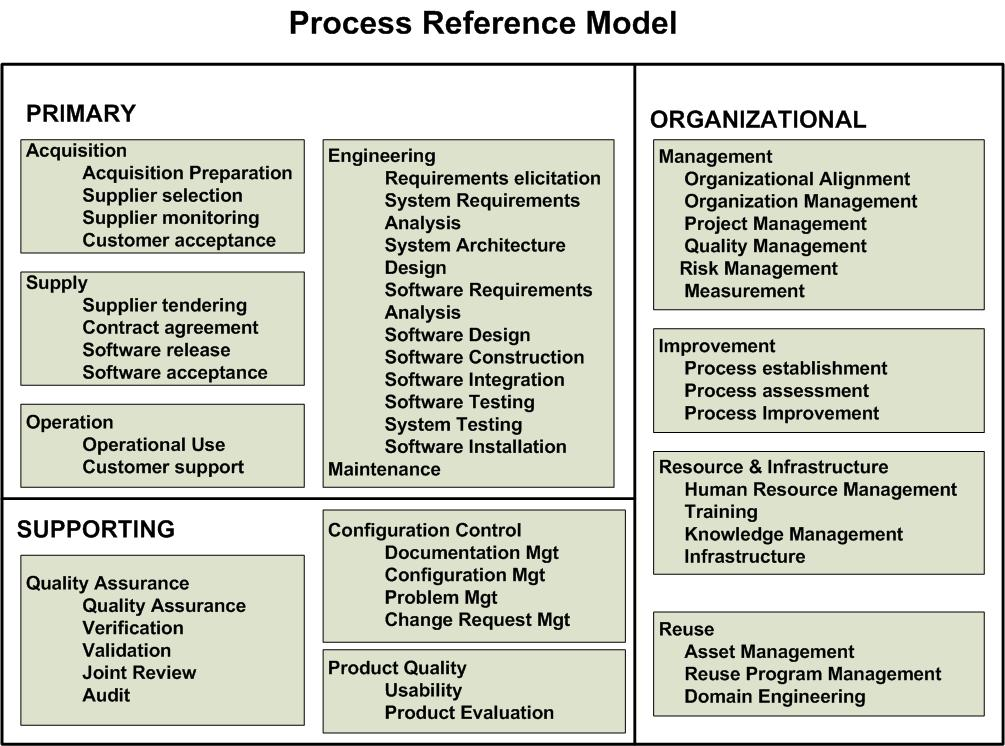 Process Reference Model
PRIMARY
Acquisition
Acquisition Preparation
Supplier selection
Supplier monitoring
Customer acceptance
Supply
Supplier tendering
Contract agreement
Software release
Software acceptance
Operation
Operational Use
Customer support
Engineering
Requirements elicitation
System Requirements
Analysis
System Architecture
Design
Software Requirements
Analysis
Software Design
Software Construction
Software Integration
Software Testing
System Testing
Software Installation
Maintenance
SUPPORTING
Quality Assurance
Quality Assurance
Verification
Validation
Joint Review
Audit
Configuration Control
Documentation Mgt
Configuration Mgt
Problem Mgt
Change Request Mgt
Product Quality
Usability
Product Evaluation
ORGANIZATIONAL
Management
Organizational Alignment
Organization Management
Project Management
Quality Management
Risk Management
Measurement
Improvement
Process establishment
Process assessment
Process Improvement
Resource & Infrastructure
Human Resource Management
Training
Knowledge Management
Infrastructure
Reuse
Asset Management
Reuse Program Management
Domain Engineering